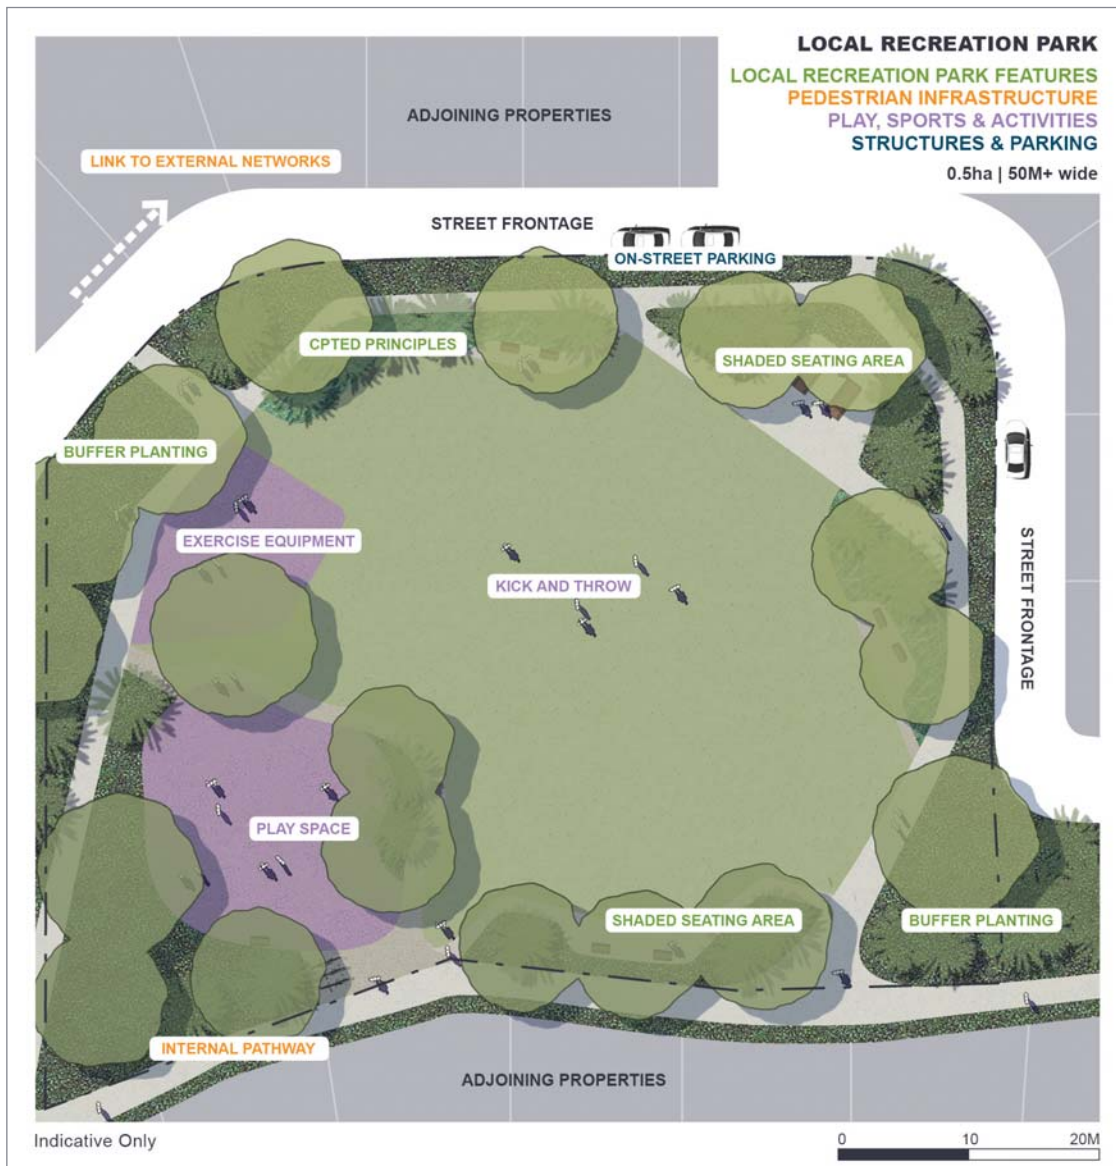 LOCAL RECREATION PARK
LOCAL RECREATION PARK FEATURES
PEDESTRIAN INFRASTRUCTURE
PLAY, SPORTS & ACTIVITIES
STRUCTURES & PARKING
0.5ha | 50M+ wide
ADJOINING PROPERTIES
LINK TO EXTERNAL NETWORKS
STREET FRONTAGE
ON-STREET PARKING
CPTED PRINCIPLES
SHADED SEATING AREA
BUFFER PLANTING
EXERCISE EQUIPMENT
KICK AND THROW
STREET FRONTAGE
PLAY SPACE
SHADED SEATING AREA
BUFFER PLANTING
INTERNAL PATHWAY
ADJOINING PROPERTIES
Indicative Only
0 10 20M